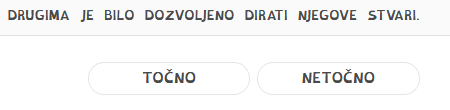 DRUGIMA JE BILO DOZVOLJENO DIRATI NJEGOVE STVARI.
TOČNO NETOČNO